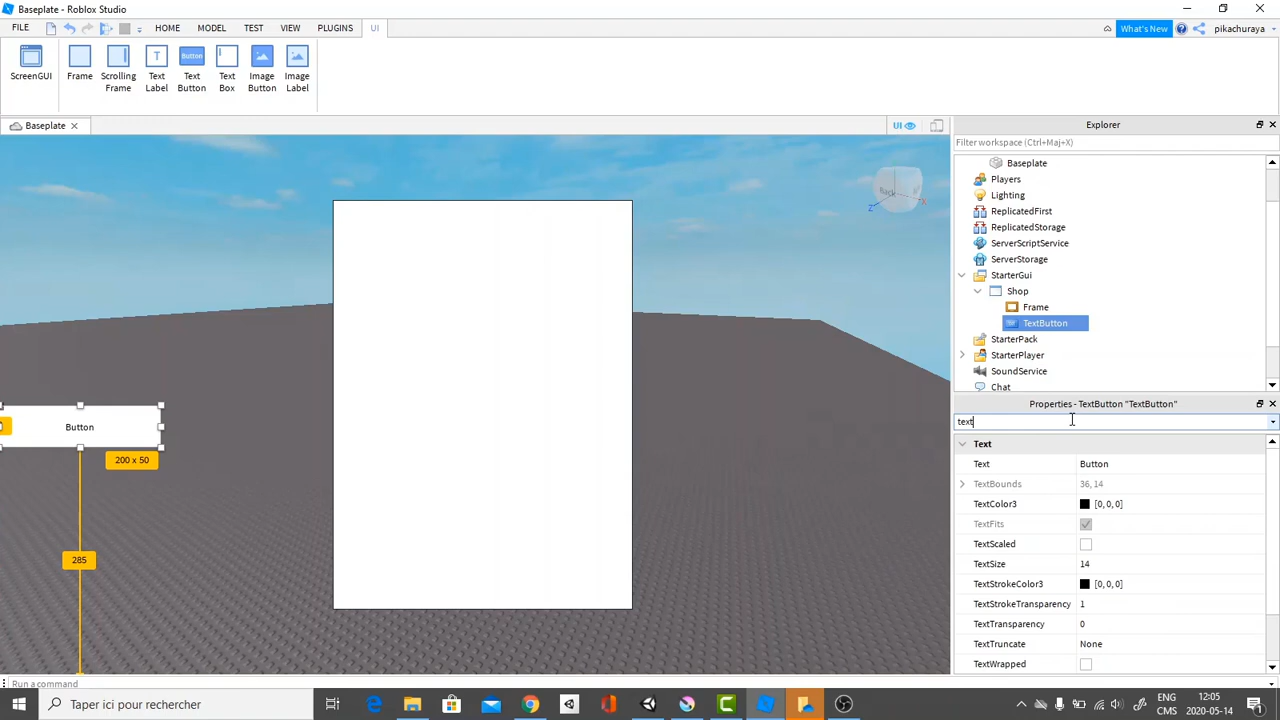 Baseplate - Roblox Studio
FILE HOME MODEL TEST VIEW PLUGINS UI What's New pikachuraya
ScreenGUI Frame Scrolling Frame Text Label Text Button Text Box Image Button Image Label
T Button
Baseplate UI
Explorer
Filter workspace (Ctrl+Maj+X)
Back
Z X
Baseplate
Players
Lighting
ReplicatedFirst
ReplicatedStorage
ServerScriptService
ServerStorage
StarterGui
Shop
Frame
TextButton
StarterPack
StarterPlayer
SoundService
Chat
Button
200 x 50
285
Properties - TextButton "TextButton"
text
Text
Text Button
TextBounds 36, 14
TextColor3 [0, 0, 0]
TextFits
TextScaled
TextSize 14
TextStrokeColor3 [0, 0, 0]
TextStrokeTransparency 1
TextTransparency 0
TextTruncate None
TextWrapped
Run a command
Taper ici pour rechercher
ENG 12:05
CMS 2020-05-14